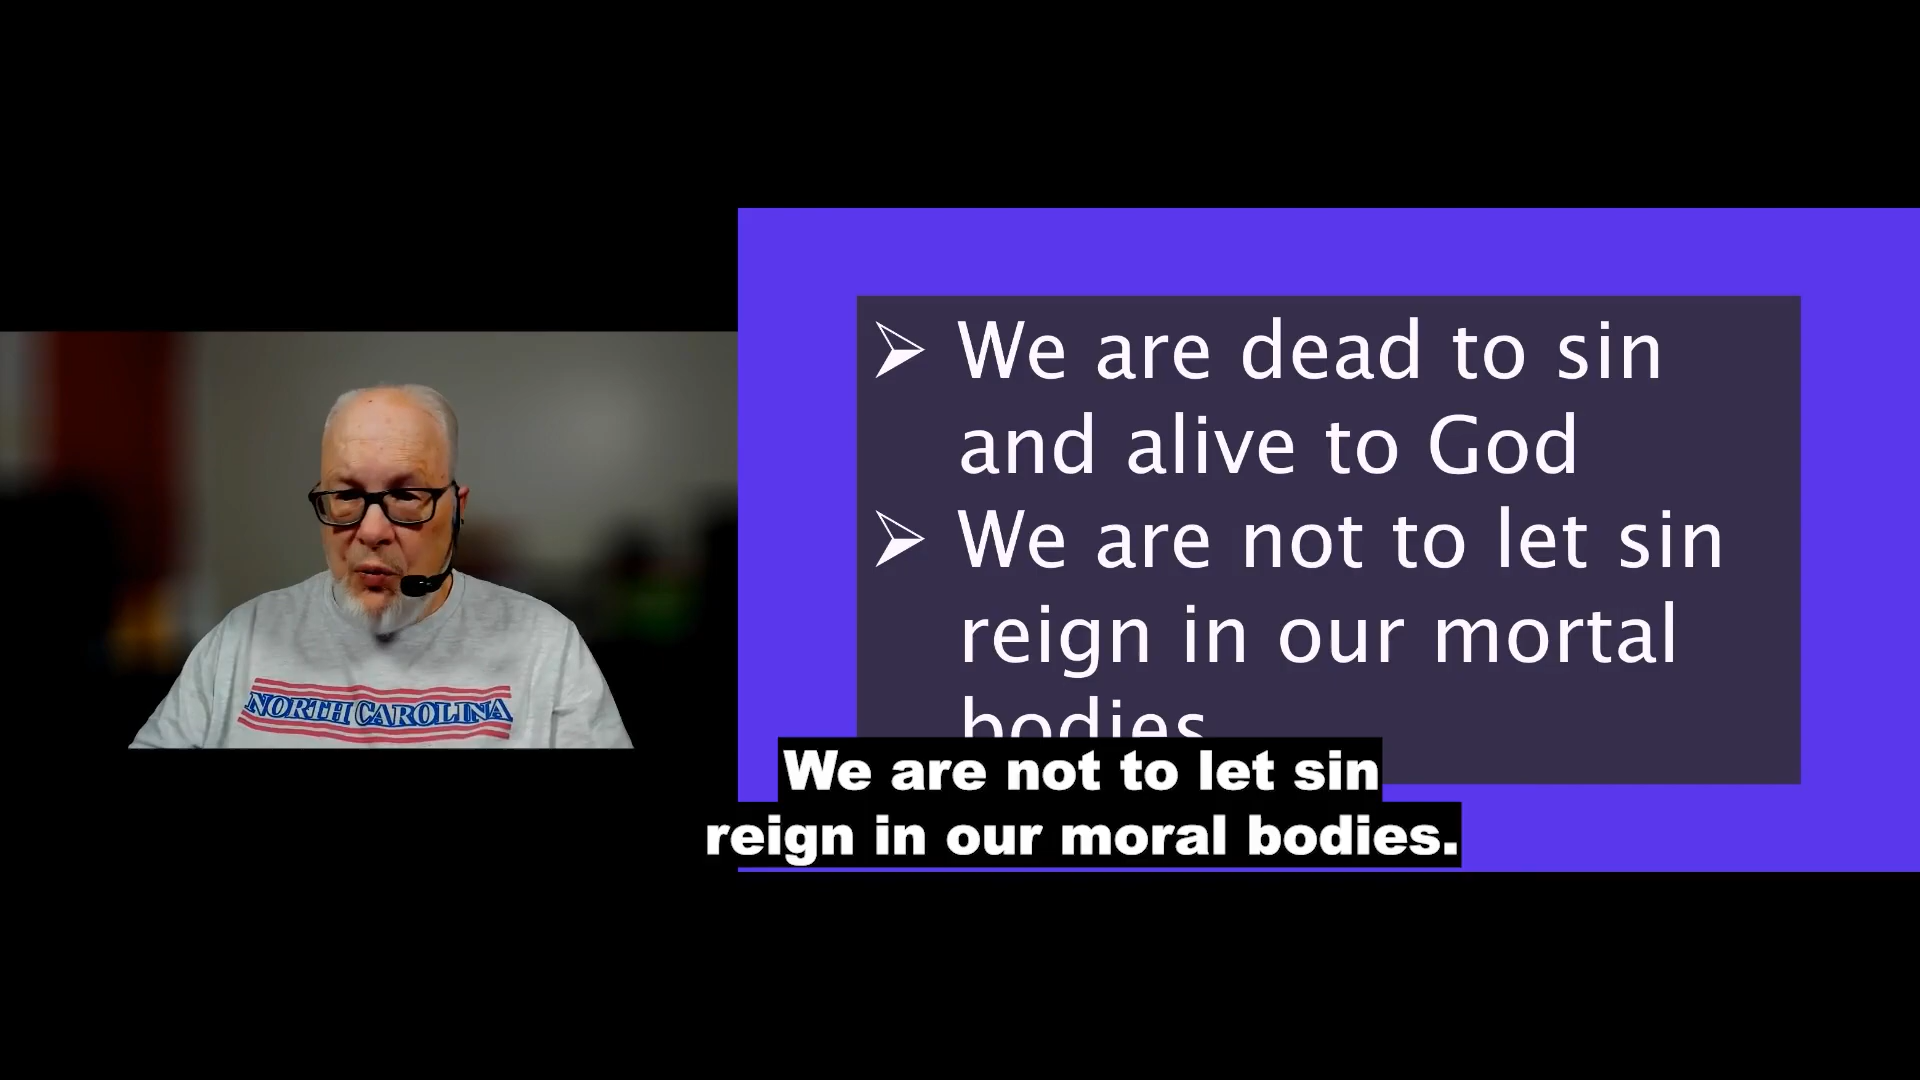 We are dead to sin
and alive to God
We are not to let sin
reign in our mortal
bodies
We are not to let sin
reign in our moral bodies.
NORTH CAROLINA